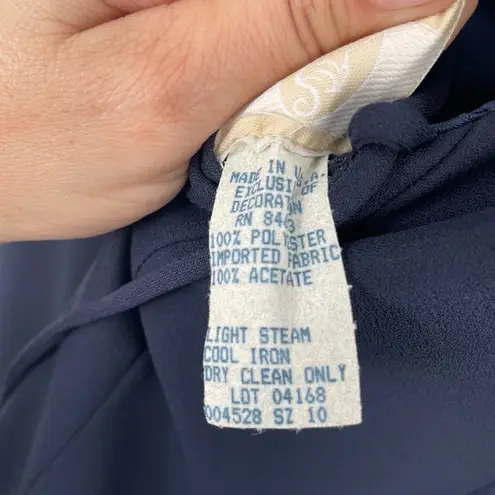 MADE IN U.S.A.
EXCLUSIVE OF
DECORATION
RN
100% POLYESTER
IMPORTED FABRIC
100% ACETATE
LIGHT STEAM
COOL IRON
DRY CLEAN ONLY
LOT 04168
004528 SZ 10